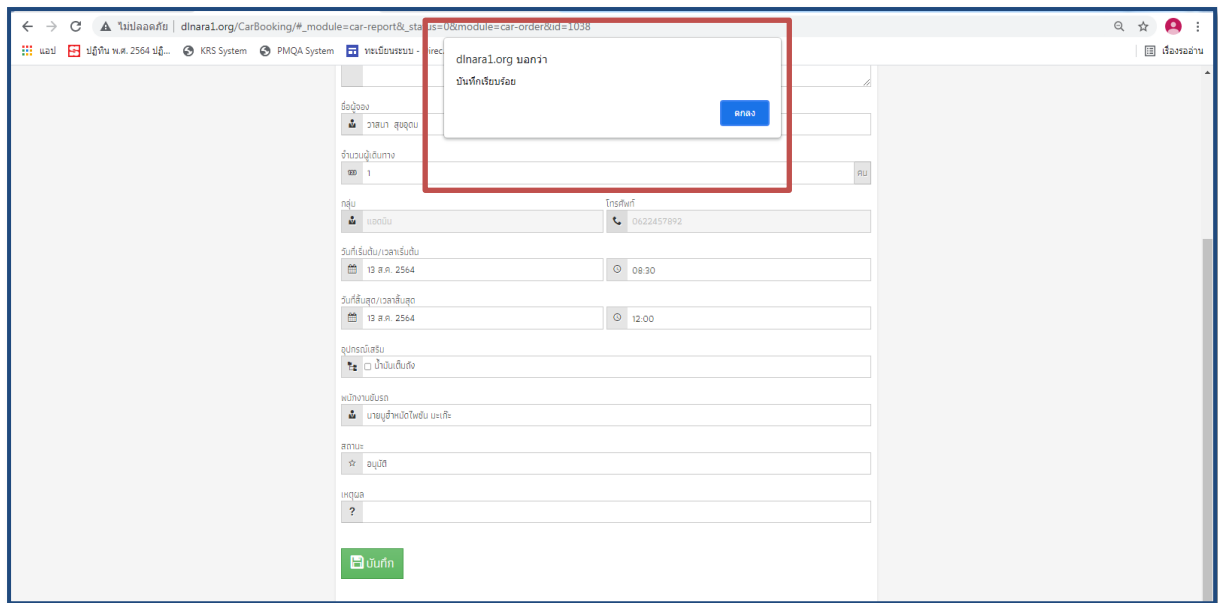 ไม่ปลอดภัย | dlnara1.org/CarBooking/#_module=car-report&_status=0&module=car-order&id=1038
แอป ปฏิทิน พ.ศ. 2564 ปฏิ... KRS System PMQA System ทะเบียนระบบ - เรื่องรออ่าน
dlnara1.org บอกว่า
บันทึกเรียบร้อย
ตกลง
ชื่อผู้จอง
วาสนา สุขอุดม
จำนวนผู้เดินทาง
1 คน
กลุ่ม โทรศัพท์
แอดมิน 0622457892
วันที่เริ่มต้น/เวลาเริ่มต้น
13 ส.ค. 2564 08:30
วันที่สิ้นสุด/เวลาสิ้นสุด
13 ส.ค. 2564 12:00
อุปกรณ์เสริม
น้ำมันเต็มถัง
พนักงานขับรถ
นายมูฮำหมัดไพซัน มะเก๊ะ
สถานะ
อนุมัติ
เหตุผล
?
บันทึก